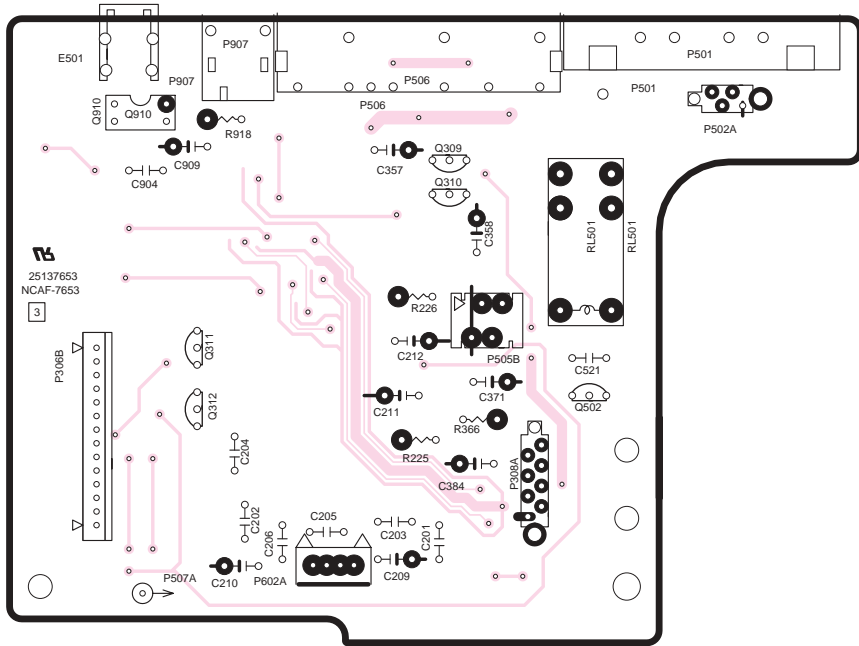 E501
P907
P907
P506
P506
P501
P501
P502A
Q910
Q910
R918
C909
C904
C357
Q309
Q310
C358
RL501
RL501
25137653
NCAF-7653
3
R226
C212
P505B
C521
Q502
P306B
Q311
Q312
C371
C211
R366
R225
C384
P308A
C204
C202
C206
C205
C203
C201
C209
C210
P602A
P507A